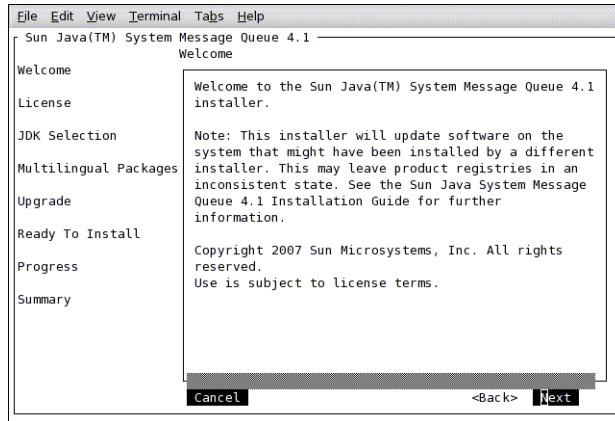 File Edit View Terminal Tabs Help
Sun Java(TM) System Message Queue 4.1
Welcome
Welcome
License
JDK Selection
Multilingual Packages
Upgrade
Ready To Install
Progress
Summary
Welcome to the Sun Java(TM) System Message Queue 4.1
installer.
Note: This installer will update software on the
system that might have been installed by a different
installer. This may leave product registries in an
inconsistent state. See the Sun Java System Message
Queue 4.1 Installation Guide for further
information.
Copyright 2007 Sun Microsystems, Inc. All rights
reserved.
Use is subject to license terms.
Cancel <Back> Next